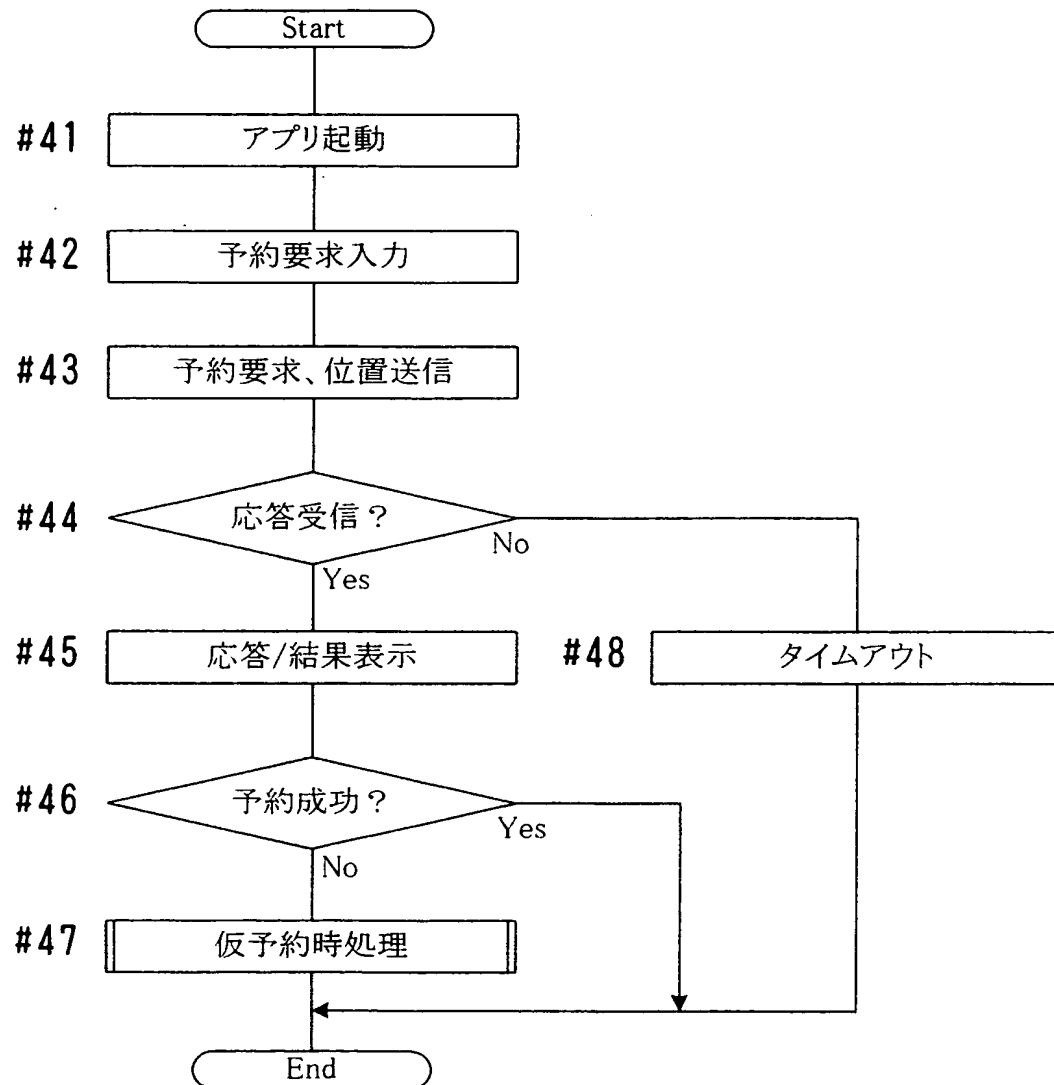 Start
#41 アプリ起動
#42 予約要求入力
#43 予約要求、位置送信
#44 応答受信?
No
Yes
#45 応答/結果表示
#48 タイムアウト
#46 予約成功?
Yes
No
#47 仮予約時処理
End